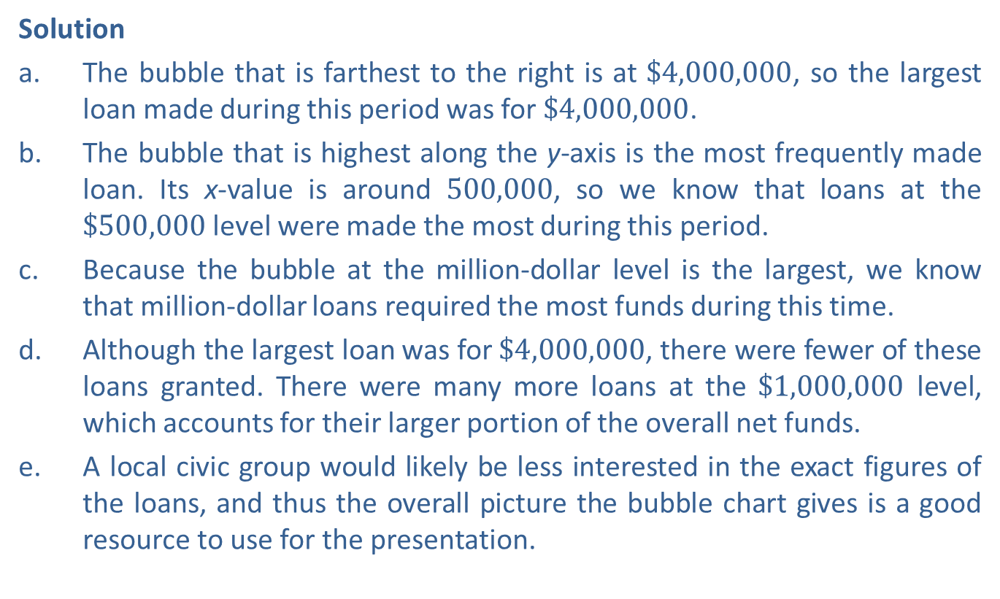 Solution
a. The bubble that is farthest to the right is at $4,000,000, so the largest
loan made during this period was for $4,000,000.
b. The bubble that is highest along the y-axis is the most frequently made
loan. Its x-value is around 500,000, so we know that loans at the
$500,000 level were made the most during this period.
c. Because the bubble at the million-dollar level is the largest, we know
that million-dollar loans required the most funds during this time.
d. Although the largest loan was for $4,000,000, there were fewer of these
loans granted. There were many more loans at the $1,000,000 level,
which accounts for their larger portion of the overall net funds.
e. A local civic group would likely be less interested in the exact figures of
the loans, and thus the overall picture the bubble chart gives is a good
resource to use for the presentation.